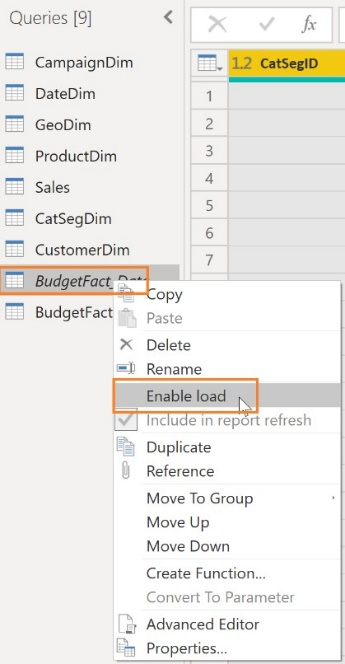 Queries [9]
fx
1.2 CatSegID
CampaignDim
DateDim
GeoDim
ProductDim
Sales
CatSegDim
CustomerDim
BudgetFact_Data
BudgetFact
1
2
3
4
5
6
7
Copy
Paste
Delete
Rename
Enable load
Include in report refresh
Duplicate
Reference
Move To Group
Move Up
Move Down
Create Function...
Convert To Parameter
Advanced Editor
Properties...